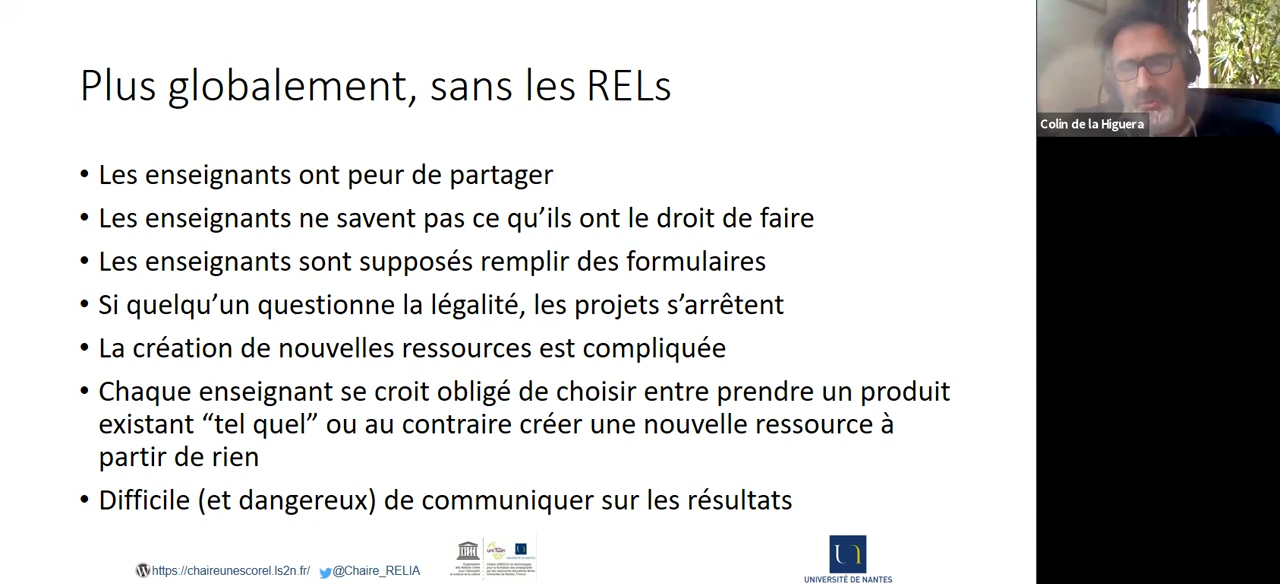 Plus globalement, sans les RELs
Colin de la Higuera
• Les enseignants ont peur de partager
• Les enseignants ne savent pas ce qu’ils ont le droit de faire
• Les enseignants sont supposés remplir des formulaires
• Si quelqu’un questionne la légalité, les projets s’arrêtent
• La création de nouvelles ressources est compliquée
• Chaque enseignant se croit obligé de choisir entre prendre un produit
existant “tel quel” ou au contraire créer une nouvelle ressource à
partir de rien
• Difficile (et dangereux) de communiquer sur les résultats
https://chaireunescorel.ls2n.fr/
@Chaire_RELIA
UNIVERSITÉ DE NANTES